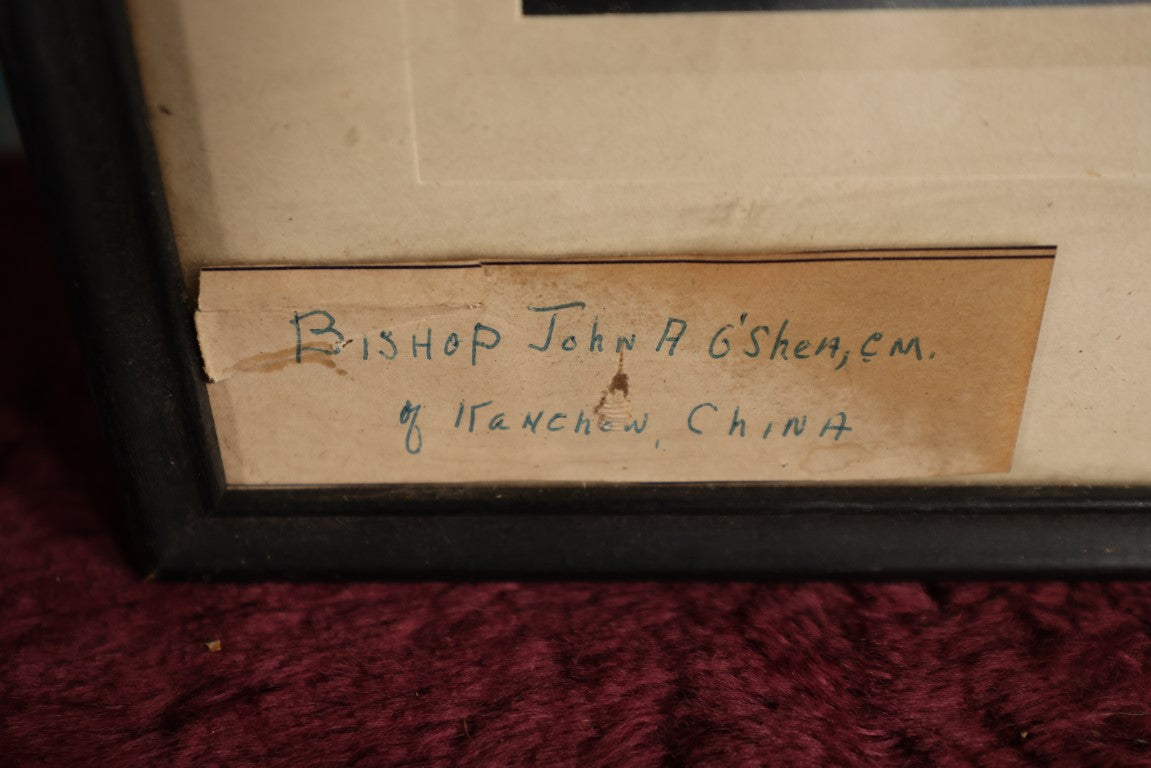 Bishop John A O'Shea, C.M.
of Kanchow, China